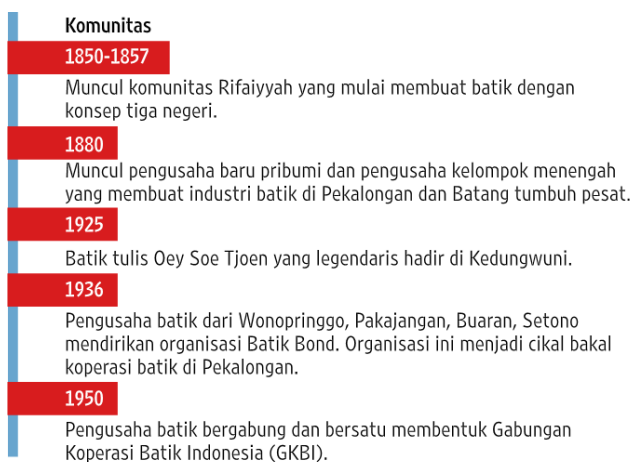 Komunitas
1850-1857
Muncul komunitas Rifaiyyah yang mulai membuat batik dengan
konsep tiga negeri.
1880
Muncul pengusaha baru pribumi dan pengusaha kelompok menengah
yang membuat industri batik di Pekalongan dan Batang tumbuh pesat.
1925
Batik tulis Oey Soe Tjoen yang legendaris hadir di Kedungwuni.
1936
Pengusaha batik dari Wonopringgo, Pakajangan, Buaran, Setono
mendirikan organisasi Batik Bond. Organisasi ini menjadi cikal bakal
koperasi batik di Pekalongan.
1950
Pengusaha batik bergabung dan bersatu membentuk Gabungan
Koperasi Batik Indonesia (GKBI).